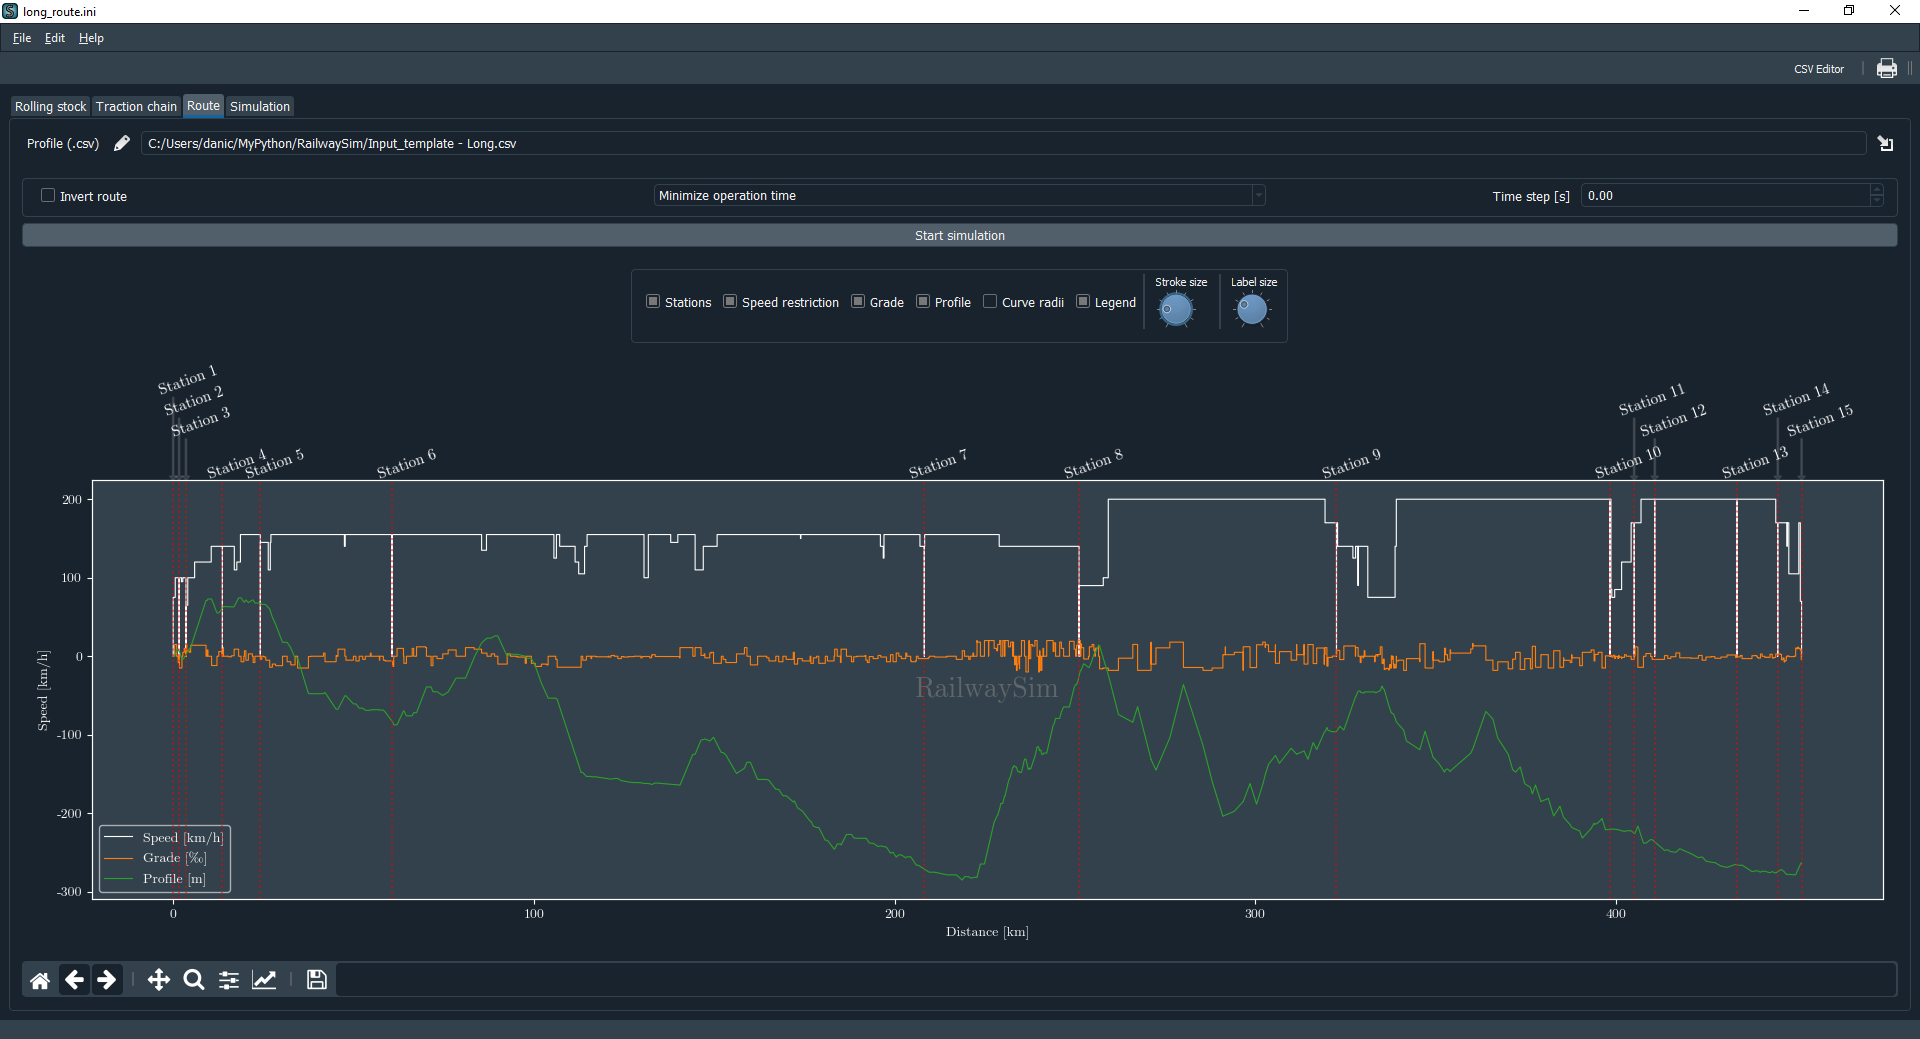 long_route.ini
File Edit Help
CSV Editor
Rolling stock Traction chain Route Simulation
Profile (.csv) C:/Users/danic/MyPython/RailwaySim/Input_template - Long.csv
Invert route Minimize operation time Time step [s] 0.00
Start simulation
Stroke size Label size
Stations Speed restriction Grade Profile Curve radii Legend
Station 1
Station 2
Station 3
Station 4
Station 5
Station 6
Station 7
Station 8
Station 9
Station 10
Station 11
Station 12
Station 13
Station 14
Station 15
200
100
0
-100
-200
-300
Speed [km/h]
RailwaySim
Speed [km/h]
Grade [‰]
Profile [m]
0 100 200 300 400
Distance [km]